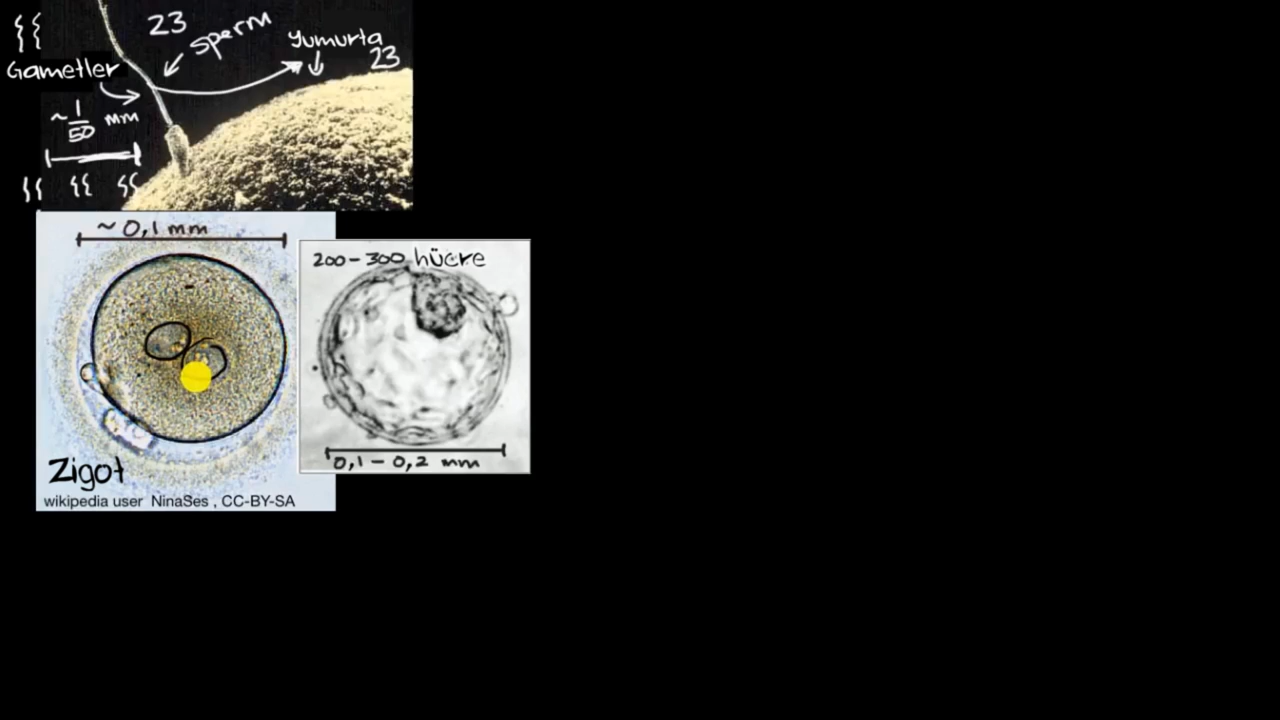 23
sperm
yumurta
23
Gametler
~ 1/50 mm
~ 0,1 mm
200-300 hücre
0,1 - 0,2 mm
Zigot
wikipedia user NinaSes , CC-BY-SA